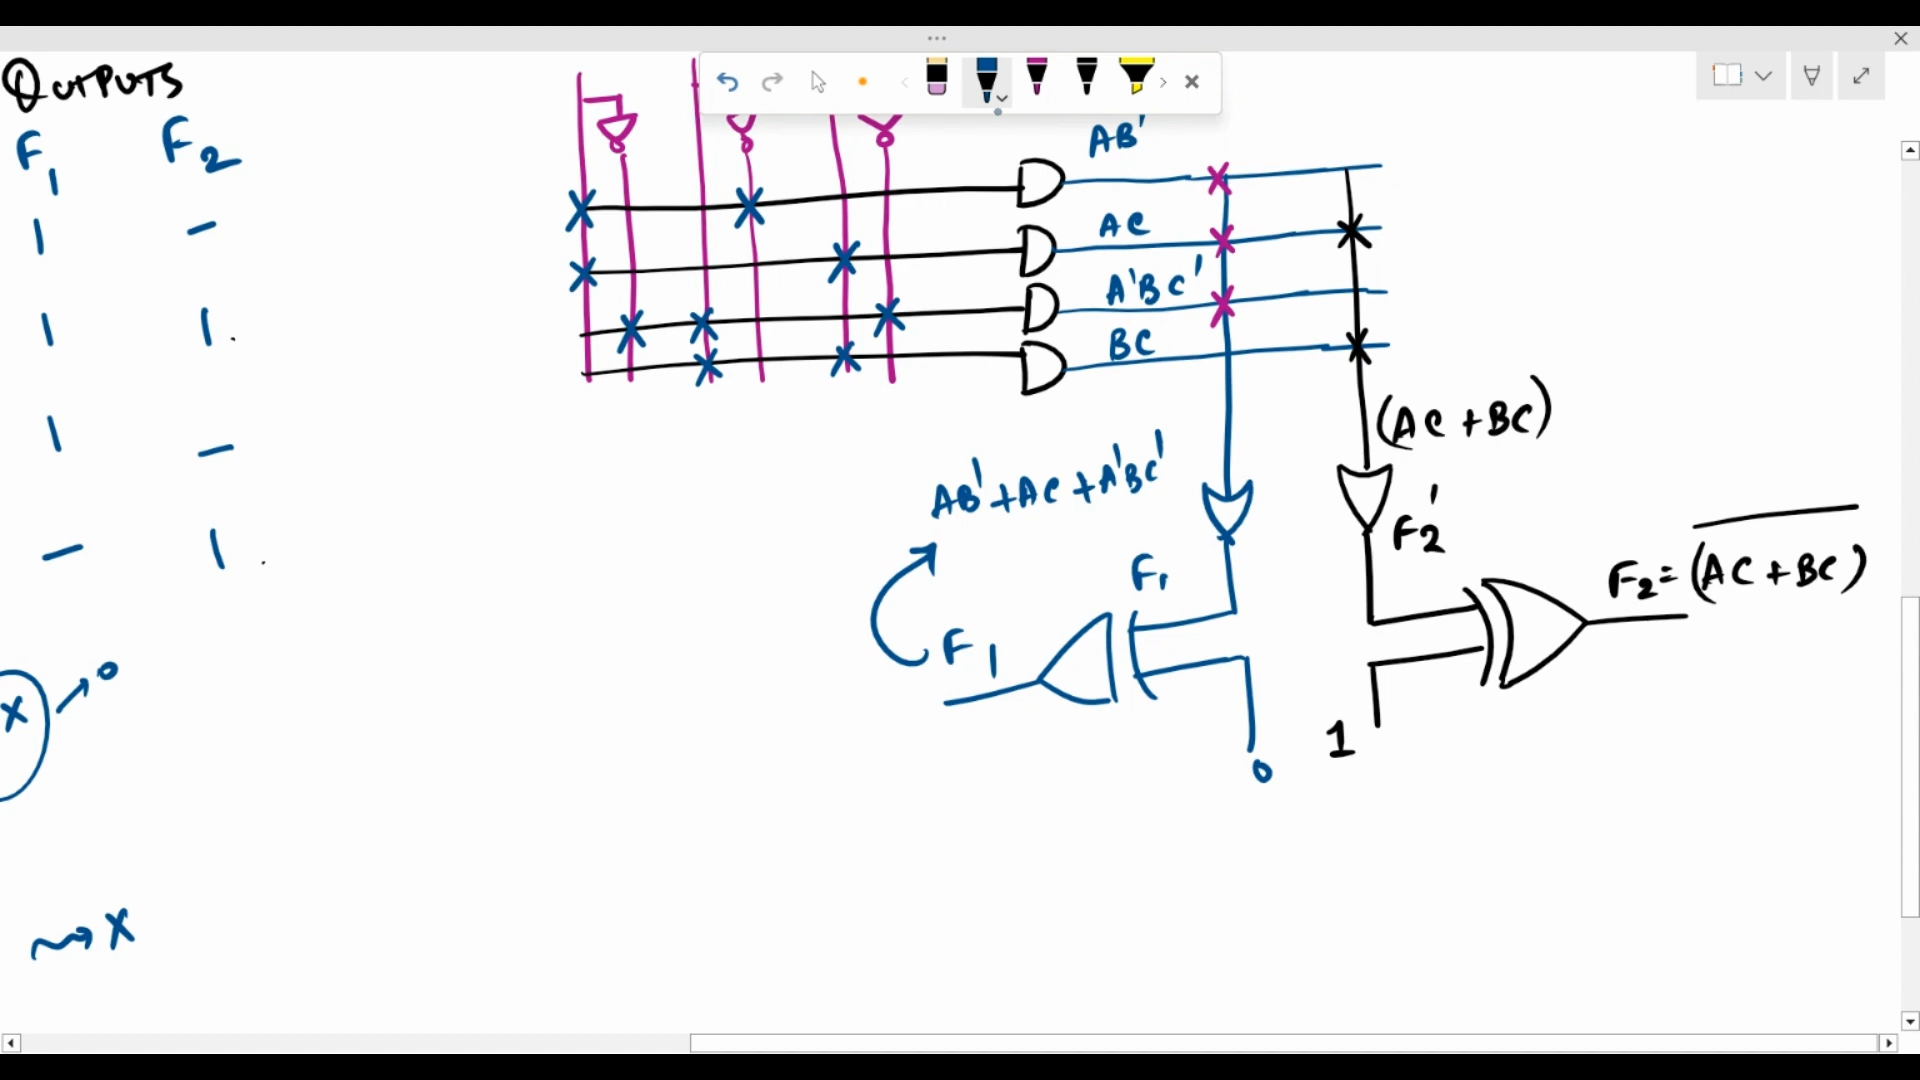 OUTPUTS
F1 F2
1 -
1 1
1 -
- 1
X → 0
→ X
AB'
AC
A'BC'
BC
(AC + BC)
AB' + AC + A'BC'
F2'
F1
F2 = (AC + BC)
F1
1
0